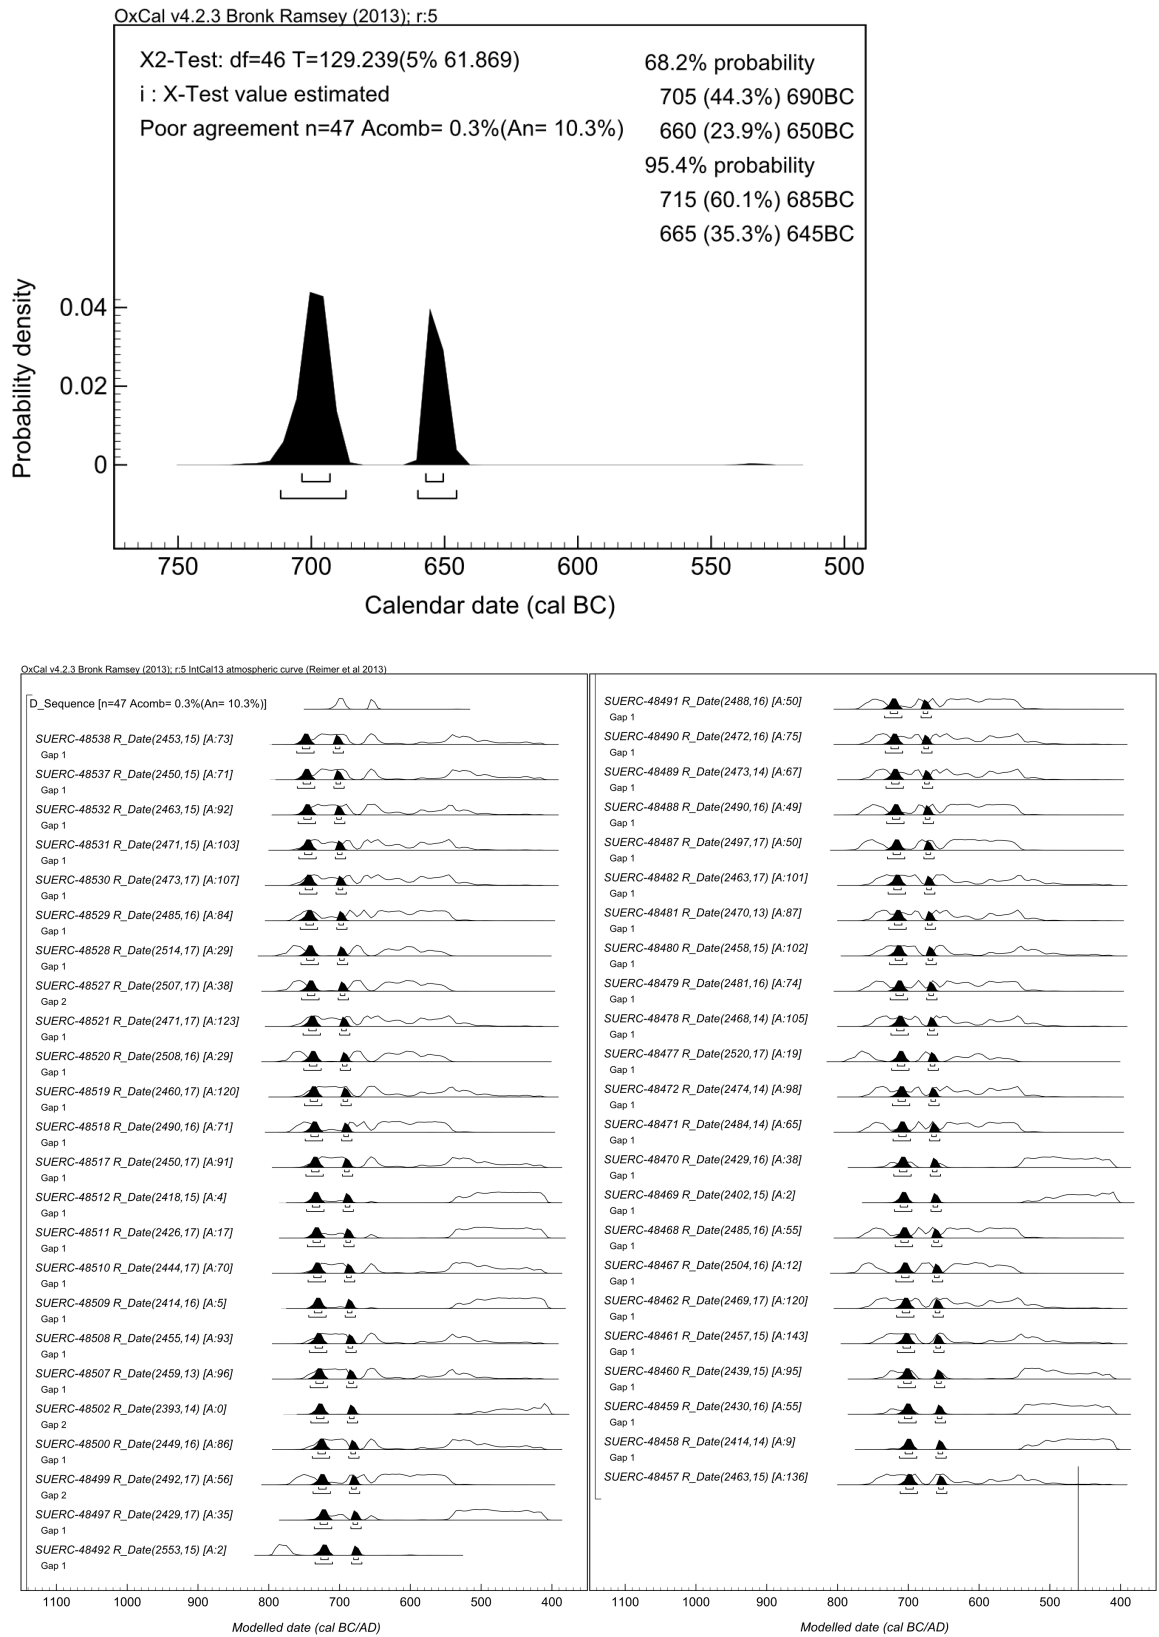 OxCal v4.2.3 Bronk Ramsey (2013); r:5
X2-Test: df=46 T=129.239(5% 61.869)
i : X-Test value estimated
Poor agreement n=47 Acomb= 0.3%(An= 10.3%)
68.2% probability
705 (44.3%) 690BC
660 (23.9%) 650BC
95.4% probability
715 (60.1%) 685BC
665 (35.3%) 645BC
Probability density
0.04
0.02
0
750 700 650 600 550 500
Calendar date (cal BC)
OxCal v4.2.3 Bronk Ramsey (2013); r:5 IntCal13 atmospheric curve (Reimer et al 2013)
D_Sequence [n=47 Acomb= 0.3%(An= 10.3%)]
SUERC-48538 R_Date(2453,15) [A:73]
Gap 1
SUERC-48537 R_Date(2450,15) [A:71]
Gap 1
SUERC-48532 R_Date(2463,15) [A:92]
Gap 1
SUERC-48531 R_Date(2471,15) [A:103]
Gap 1
SUERC-48530 R_Date(2473,17) [A:107]
Gap 1
SUERC-48529 R_Date(2485,16) [A:84]
Gap 1
SUERC-48528 R_Date(2514,17) [A:29]
Gap 1
SUERC-48527 R_Date(2507,17) [A:38]
Gap 2
SUERC-48521 R_Date(2471,17) [A:123]
Gap 1
SUERC-48520 R_Date(2508,16) [A:29]
Gap 1
SUERC-48519 R_Date(2460,17) [A:120]
Gap 1
SUERC-48518 R_Date(2490,16) [A:71]
Gap 1
SUERC-48517 R_Date(2450,17) [A:91]
Gap 1
SUERC-48512 R_Date(2418,15) [A:4]
Gap 1
SUERC-48511 R_Date(2426,17) [A:17]
Gap 1
SUERC-48510 R_Date(2444,17) [A:70]
Gap 1
SUERC-48509 R_Date(2414,16) [A:5]
Gap 1
SUERC-48508 R_Date(2455,14) [A:93]
Gap 1
SUERC-48507 R_Date(2459,13) [A:96]
Gap 1
SUERC-48502 R_Date(2393,14) [A:0]
Gap 2
SUERC-48500 R_Date(2449,16) [A:86]
Gap 1
SUERC-48499 R_Date(2492,17) [A:56]
Gap 2
SUERC-48497 R_Date(2429,17) [A:35]
Gap 1
SUERC-48492 R_Date(2553,15) [A:2]
Gap 1
1100 1000 900 800 700 600 500 400
Modelled date (cal BC/AD)
SUERC-48491 R_Date(2488,16) [A:50]
Gap 1
SUERC-48490 R_Date(2472,16) [A:75]
Gap 1
SUERC-48489 R_Date(2473,14) [A:67]
Gap 1
SUERC-48488 R_Date(2490,16) [A:49]
Gap 1
SUERC-48487 R_Date(2497,17) [A:50]
Gap 1
SUERC-48482 R_Date(2463,17) [A:101]
Gap 1
SUERC-48481 R_Date(2470,13) [A:87]
Gap 1
SUERC-48480 R_Date(2458,15) [A:102]
Gap 1
SUERC-48479 R_Date(2481,16) [A:74]
Gap 1
SUERC-48478 R_Date(2468,14) [A:105]
Gap 1
SUERC-48477 R_Date(2520,17) [A:19]
Gap 1
SUERC-48472 R_Date(2474,14) [A:98]
Gap 1
SUERC-48471 R_Date(2484,14) [A:65]
Gap 1
SUERC-48470 R_Date(2429,16) [A:38]
Gap 1
SUERC-48469 R_Date(2402,15) [A:2]
Gap 1
SUERC-48468 R_Date(2485,16) [A:55]
Gap 1
SUERC-48467 R_Date(2504,16) [A:12]
Gap 1
SUERC-48462 R_Date(2469,17) [A:120]
Gap 1
SUERC-48461 R_Date(2457,15) [A:143]
Gap 1
SUERC-48460 R_Date(2439,15) [A:95]
Gap 1
SUERC-48459 R_Date(2430,16) [A:55]
Gap 1
SUERC-48458 R_Date(2414,14) [A:9]
Gap 1
SUERC-48457 R_Date(2463,15) [A:136]
1100 1000 900 800 700 600 500 400
Modelled date (cal BC/AD)